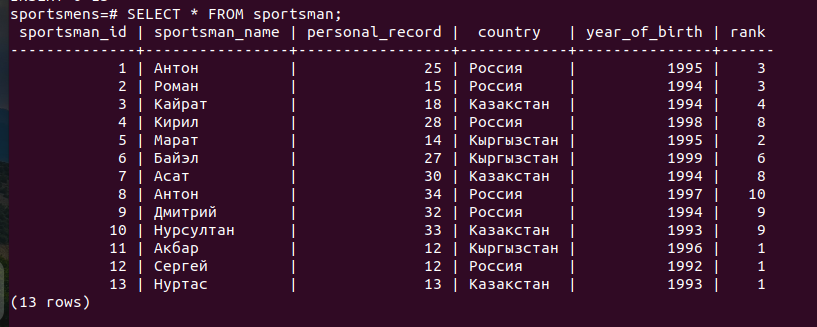 sportsmens=# SELECT * FROM sportsman;
 sportsman_id | sportsman_name | personal_record |  country   | year_of_birth | rank
--------------+----------------+-----------------+------------+---------------+------
            1 | Антон          |              25 | Россия     |          1995 |    3
            2 | Роман          |              15 | Россия     |          1994 |    3
            3 | Кайрат         |              18 | Казакстан  |          1994 |    4
            4 | Кирил          |              28 | Россия     |          1998 |    8
            5 | Марат          |              14 | Кыргызстан |          1995 |    2
            6 | Байэл          |              27 | Кыргызстан |          1999 |    6
            7 | Асат           |              30 | Казакстан  |          1994 |    8
            8 | Антон          |              34 | Россия     |          1997 |   10
            9 | Дмитрий        |              32 | Россия     |          1994 |    9
           10 | Нурсултан      |              33 | Казакстан  |          1993 |    9
           11 | Акбар          |              12 | Кыргызстан |          1996 |    1
           12 | Сергей         |              12 | Россия     |          1992 |    1
           13 | Нуртас         |              13 | Казакстан  |          1993 |    1
(13 rows)